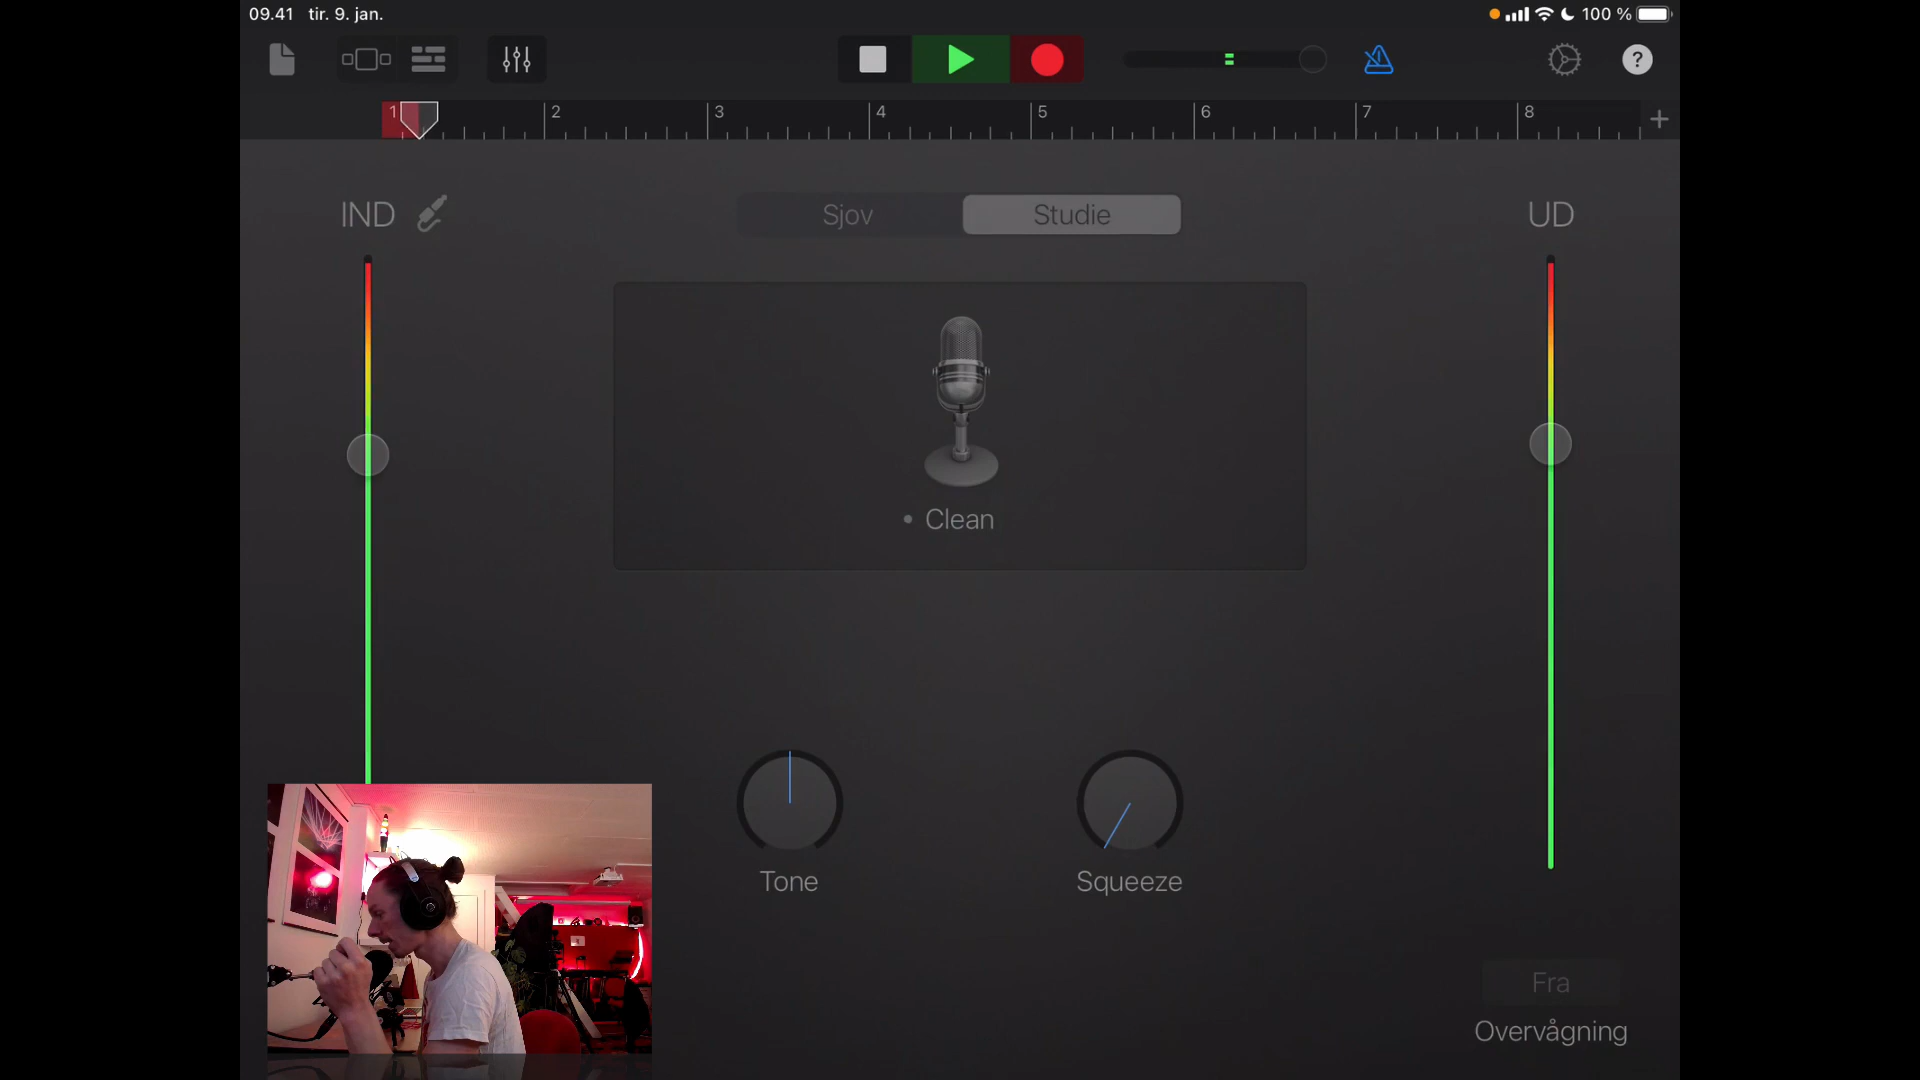 09.41 tir. 9. jan.
100 %
?
1 2 3 4 5 6 7 8 +
IND
Sjov Studie
UD
• Clean
Tone
Squeeze
Fra
Overvågning